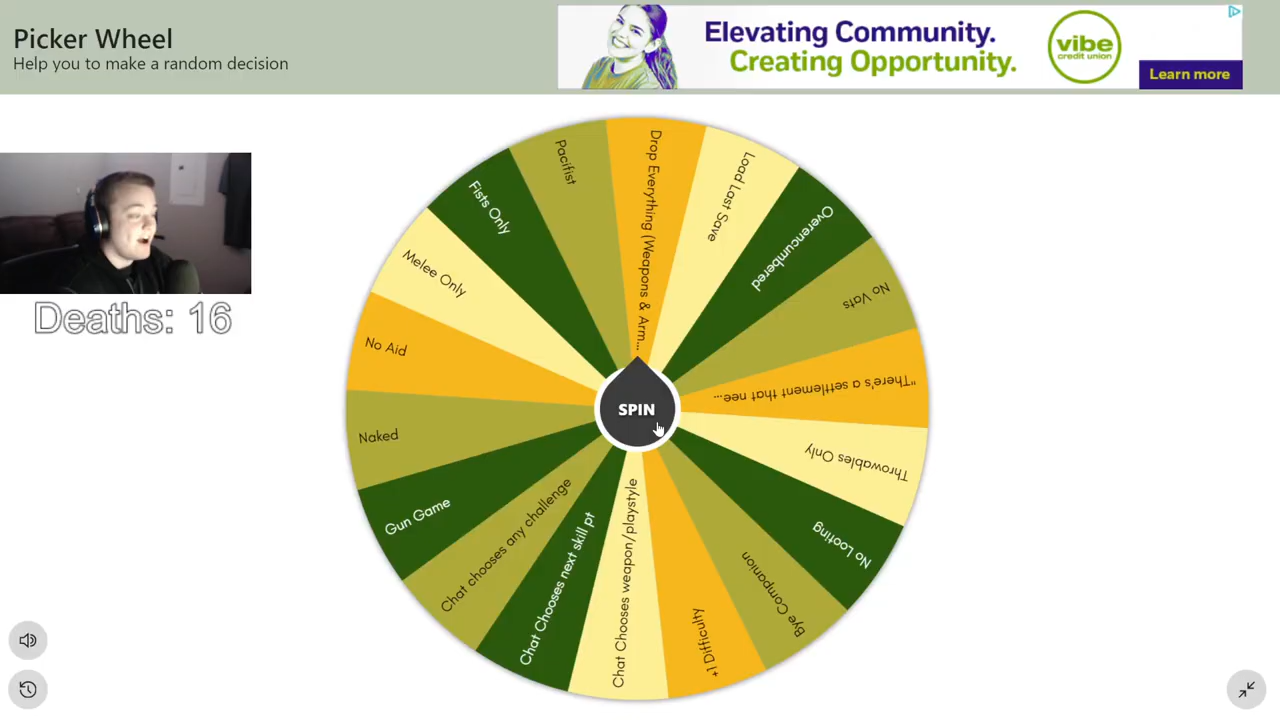 Picker Wheel
Help you to make a random decision
Elevating Community.
Creating Opportunity.
vibe
credit union
Learn more
Deaths: 16
Drop Everything (Weapons & Arm...
Load Last Save
Overencumbered
No Vats
"There's a settlement that nee...
Throwables Only
No Looting
Bye Companion
+1 Difficulty
Chat Chooses weapon/playstyle
Chat Chooses next skill pt
Chat chooses any challenge
Gun Game
Naked
No Aid
Melee Only
Fists Only
Pacifist
SPIN